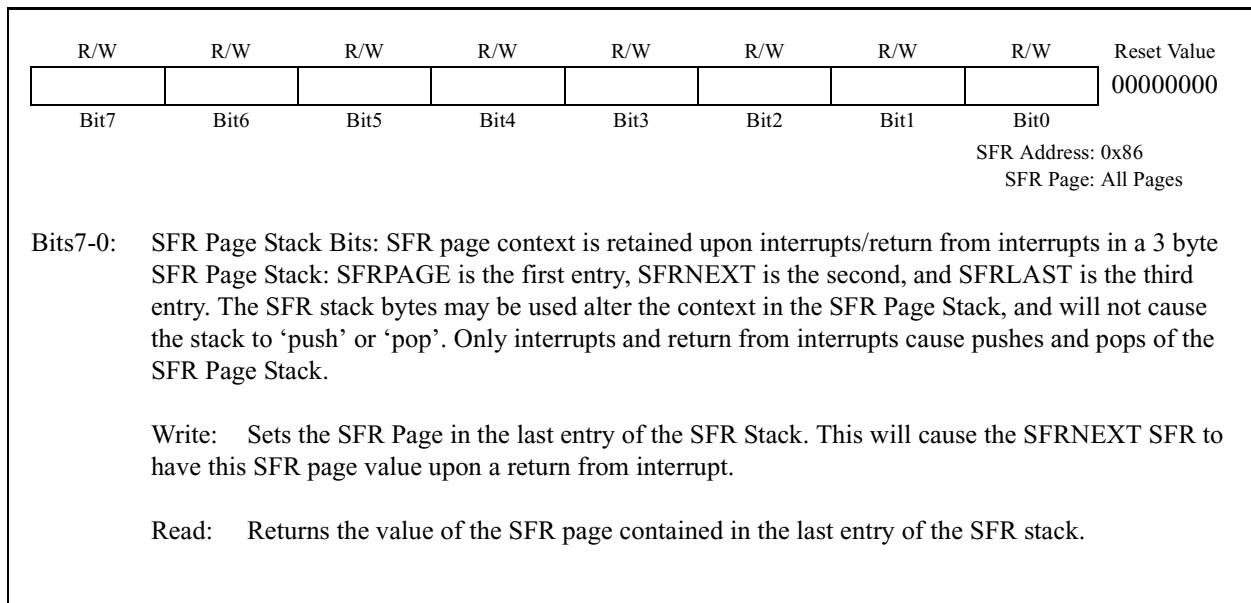 R/W R/W R/W R/W R/W R/W R/W R/W Reset Value
00000000
Bit7 Bit6 Bit5 Bit4 Bit3 Bit2 Bit1 Bit0
SFR Address: 0x86
SFR Page: All Pages
Bits7-0: SFR Page Stack Bits: SFR page context is retained upon interrupts/return from interrupts in a 3 byte
SFR Page Stack: SFRPAGE is the first entry, SFRNEXT is the second, and SFRLAST is the third
entry. The SFR stack bytes may be used alter the context in the SFR Page Stack, and will not cause
the stack to ‘push’ or ‘pop’. Only interrupts and return from interrupts cause pushes and pops of the
SFR Page Stack.
Write: Sets the SFR Page in the last entry of the SFR Stack. This will cause the SFRNEXT SFR to
have this SFR page value upon a return from interrupt.
Read: Returns the value of the SFR page contained in the last entry of the SFR stack.